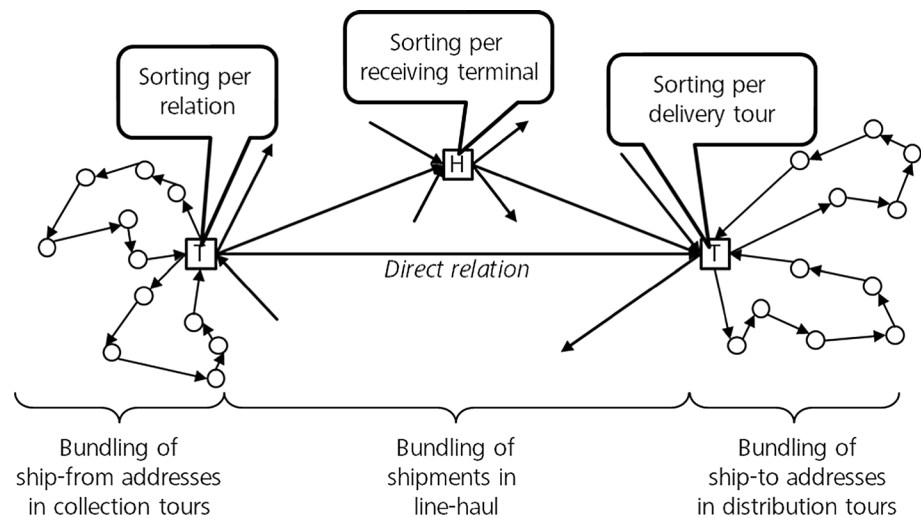 Sorting per
relation
Sorting per
receiving terminal
Sorting per
delivery tour
H
T
T
Direct relation
Bundling of
ship-from addresses
in collection tours
Bundling of
shipments in
line-haul
Bundling of
ship-to addresses
in distribution tours